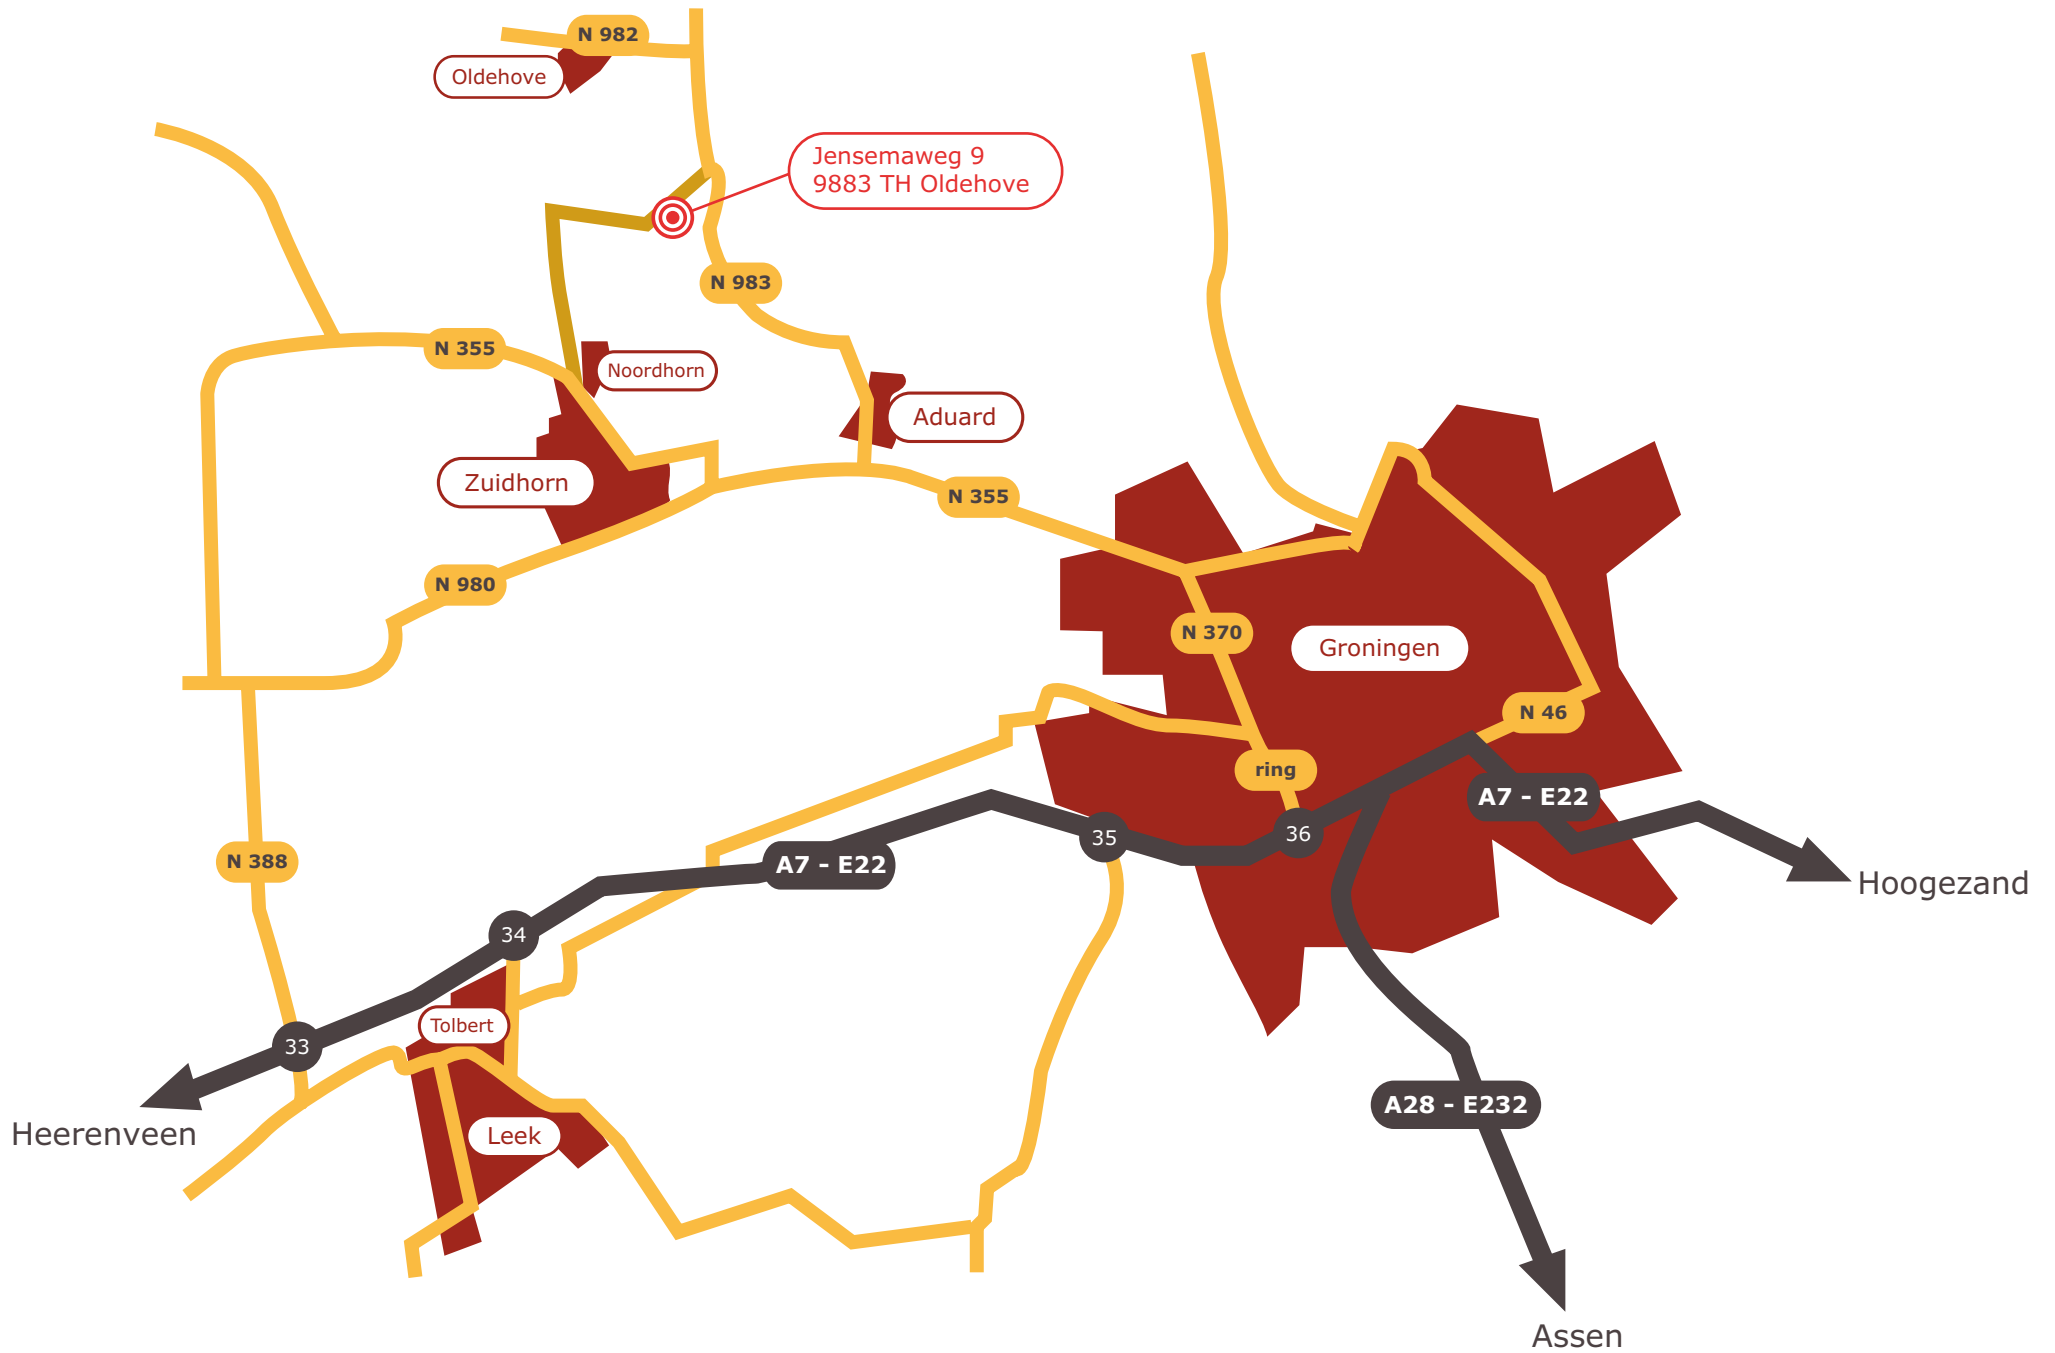 N 982
Oldehove
Jensemaweg 9
9883 TH Oldehove
N 983
N 355
Noordhorn
Aduard
Zuidhorn
N 355
N 980
N 370
Groningen
N 46
ring
A7 - E22
35
36
A7 - E22
N 388
Hoogezand
34
Tolbert
33
A28 - E232
Heerenveen
Leek
Assen